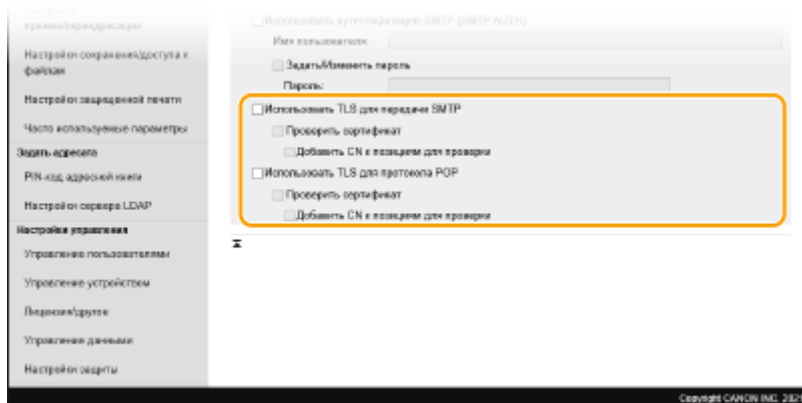 приема/переадресации
Настройки сохранения/доступа к
файлам
Настройки защищенной печати
Часто используемые параметры
Задать адресата
PIN-код адресной книги
Настройки сервера LDAP
Настройки управления
Управление пользователями
Управление устройством
Лицензия/другое
Управление данными
Настройки защиты
Использовать аутентификацию SMTP (SMTP AUTH)
Имя пользователя:
Задать/Изменить пароль
Пароль:
Использовать TLS для передачи SMTP
Проверить сертификат
Добавить CN к позициям для проверки
Использовать TLS для протокола POP
Проверить сертификат
Добавить CN к позициям для проверки
Copyright CANON INC. 2021